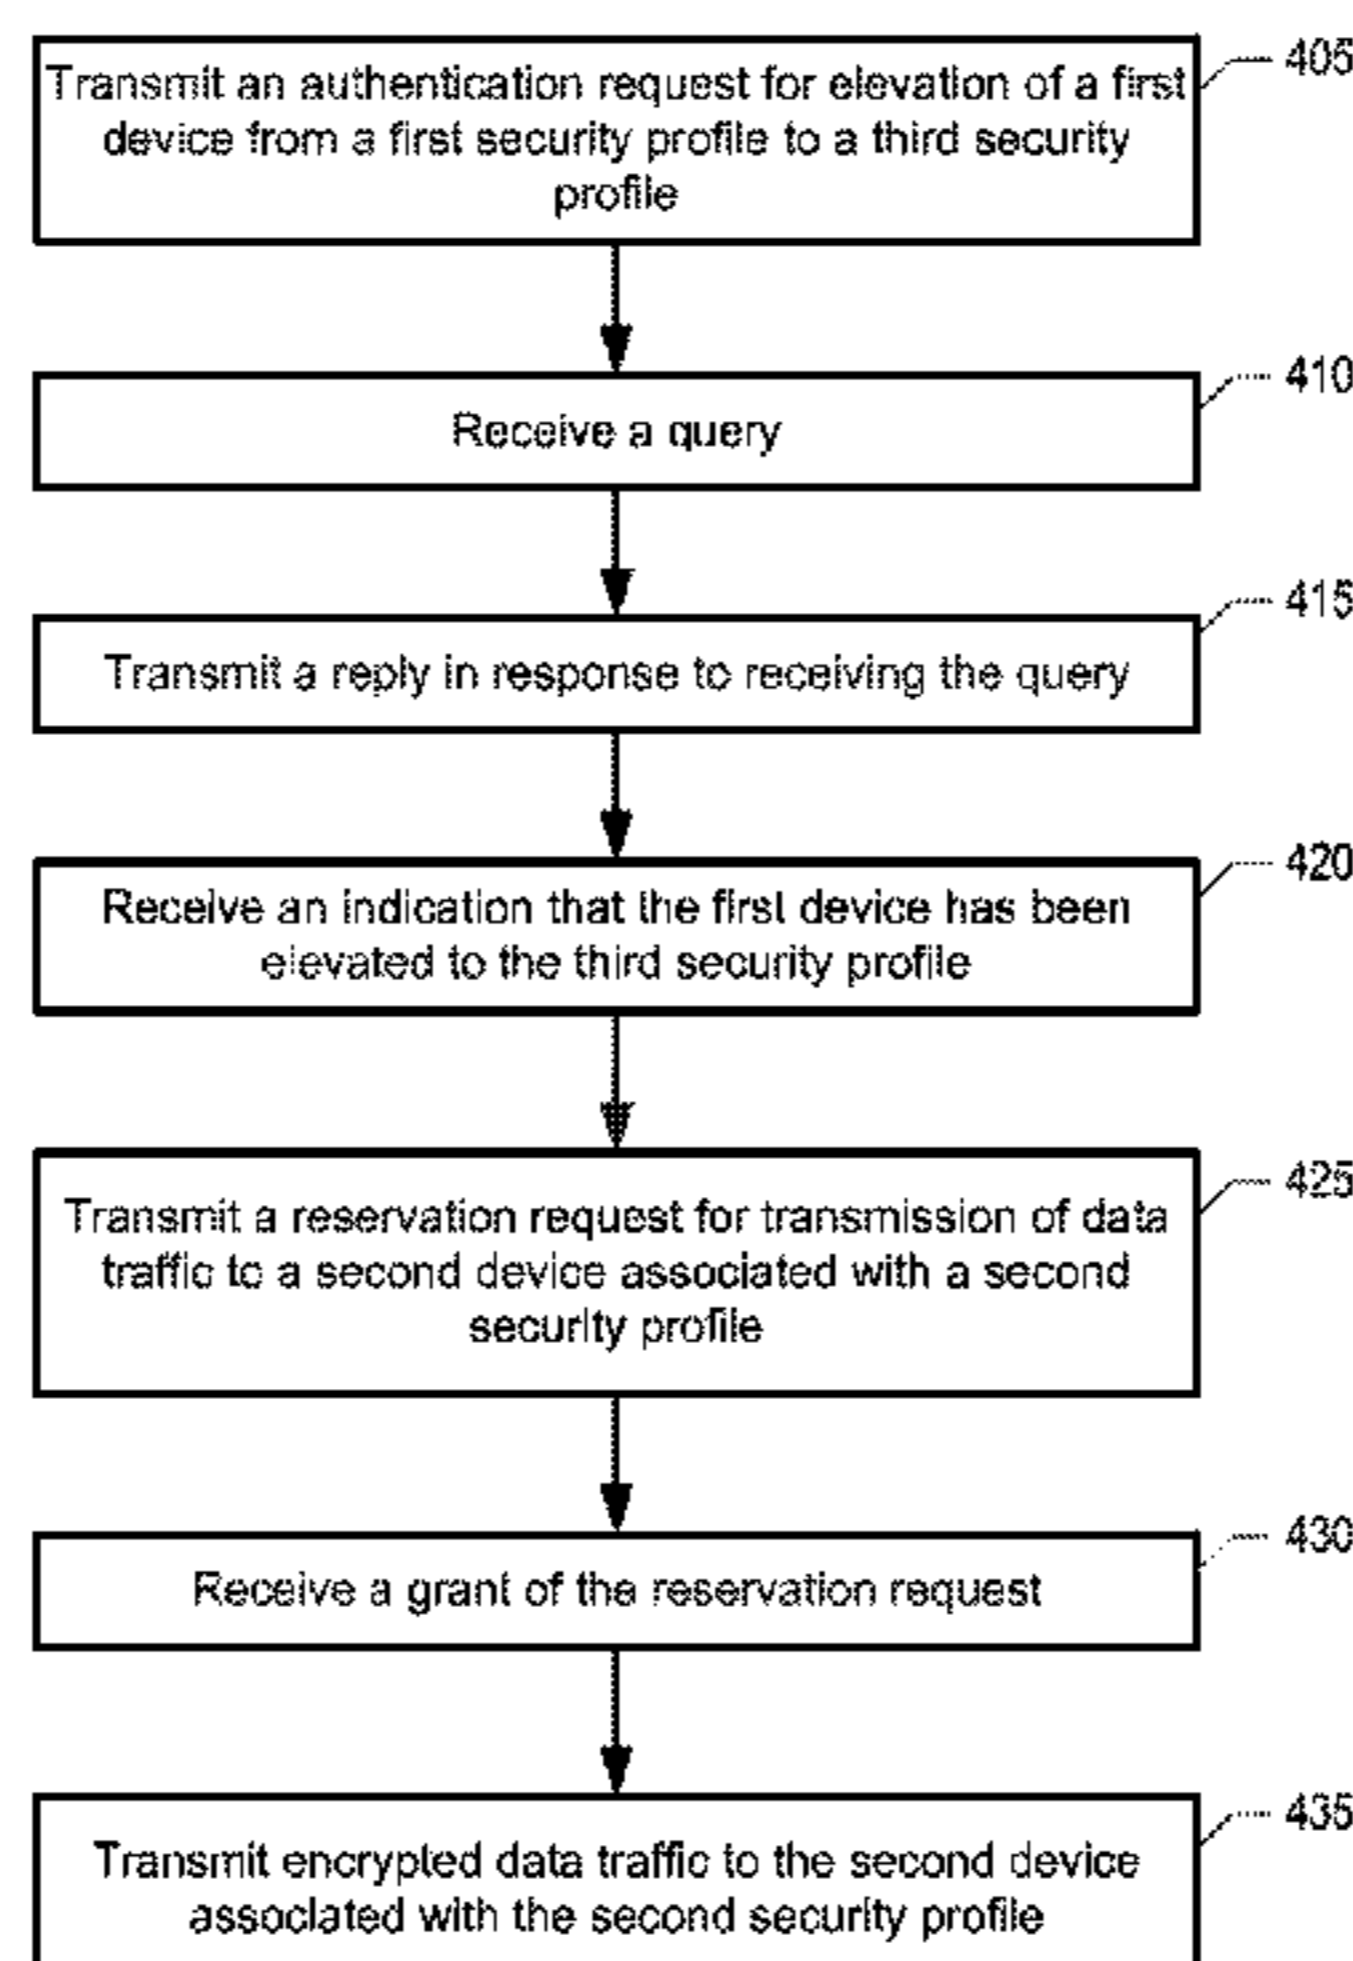 405
Transmit an authentication request for elevation of a first
device from a first security profile to a third security
profile
410
Receive a query
415
Transmit a reply in response to receiving the query
420
Receive an indication that the first device has been
elevated to the third security profile
425
Transmit a reservation request for transmission of data
traffic to a second device associated with a second
security profile
430
Receive a grant of the reservation request
435
Transmit encrypted data traffic to the second device
associated with the second security profile